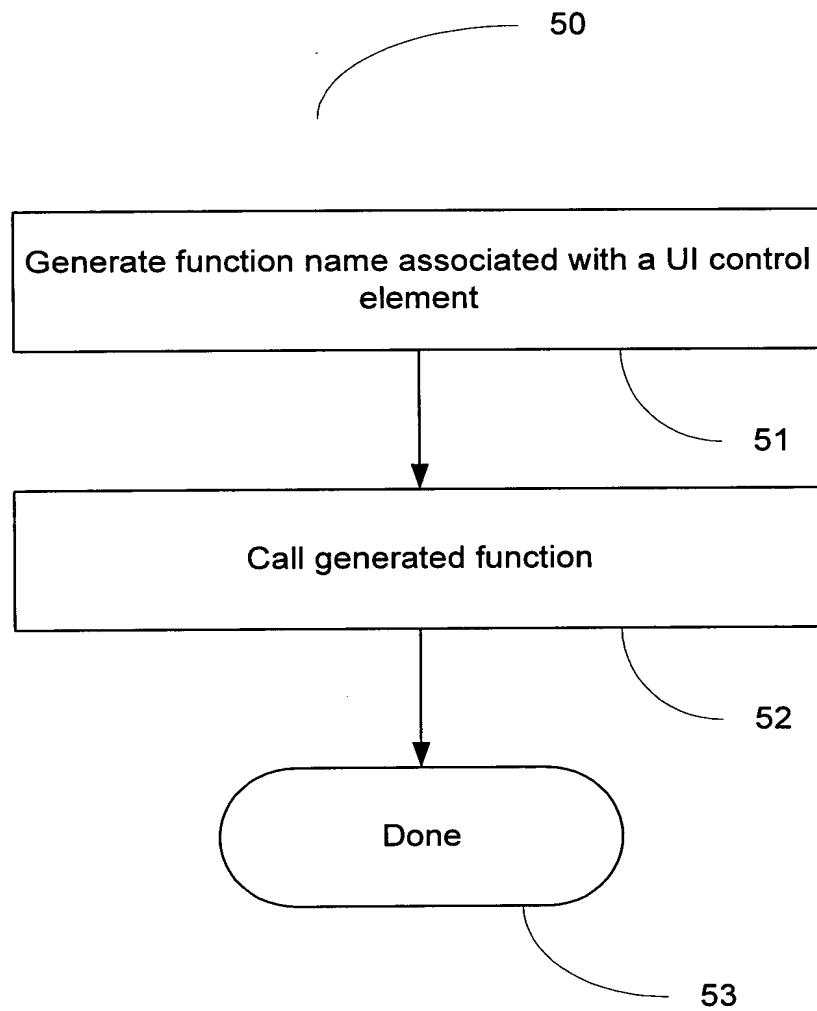 50
Generate function name associated with a UI control
element
51
Call generated function
52
Done
53